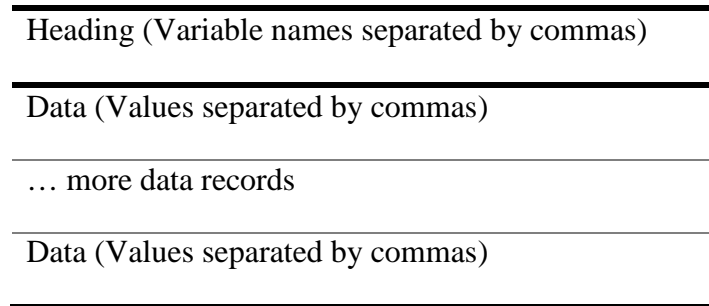 Heading (Variable names separated by commas)
Data (Values separated by commas)
… more data records
Data (Values separated by commas)